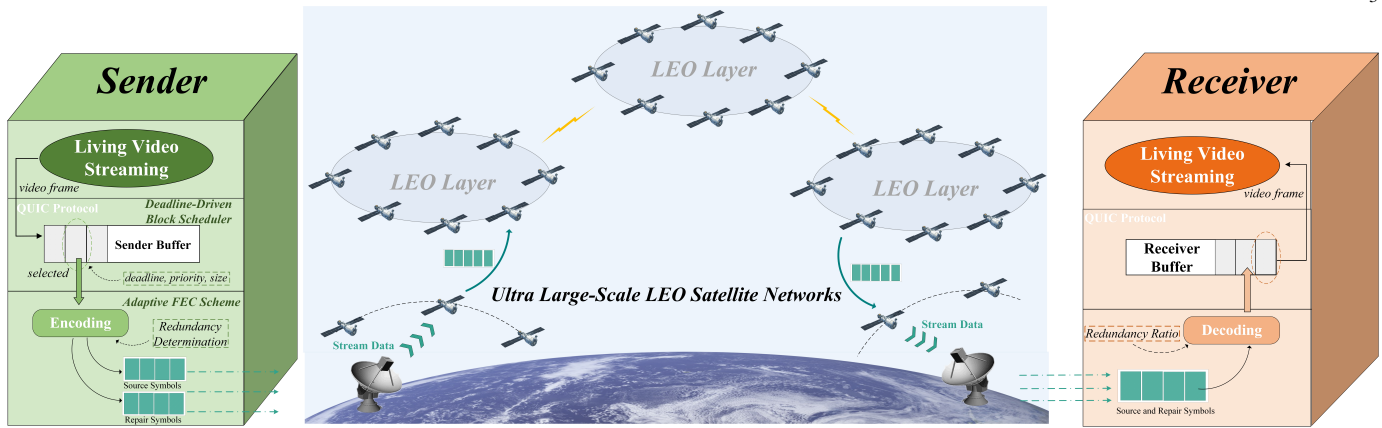 Sender
Living Video
Streaming
video frame
QUIC Protocol
Deadline-Driven
Block Scheduler
Sender Buffer
selected
deadline, priority, size
Adaptive FEC Scheme
Encoding
Redundancy
Determination
Source Symbols
Repair Symbols
LEO Layer
LEO Layer
LEO Layer
Ultra Large-Scale LEO Satellite Networks
Stream Data
Stream Data
Receiver
Living Video
Streaming
video frame
QUIC Protocol
Receiver
Buffer
Redundancy Ratio
Decoding
Source and Repair Symbols